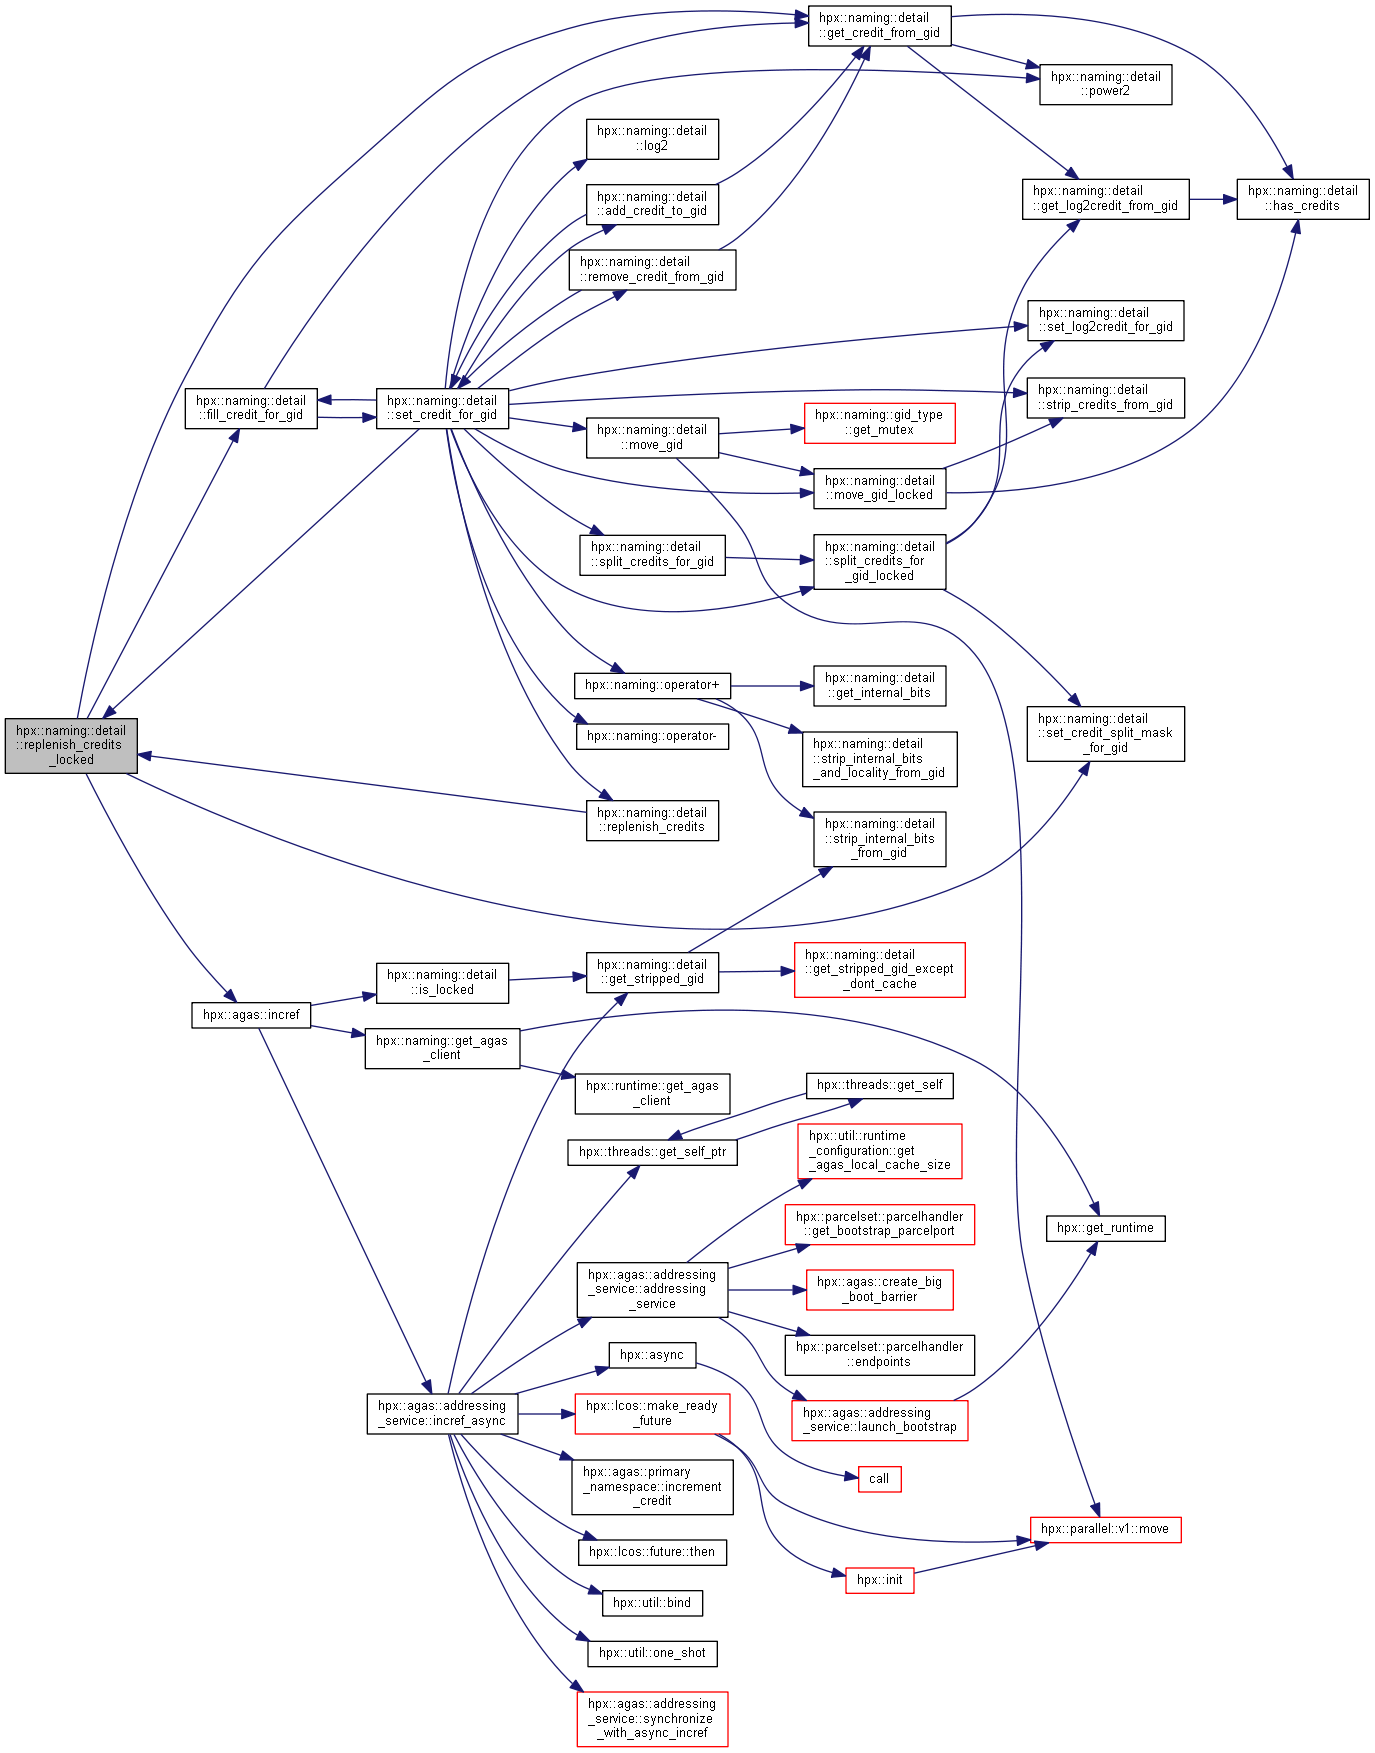 hpx::naming::detail
::get_credit_from_gid
hpx::naming::detail
::power2
hpx::naming::detail
::log2
hpx::naming::detail
::add_credit_to_gid
hpx::naming::detail
::get_log2credit_from_gid
hpx::naming::detail
::has_credits
hpx::naming::detail
::remove_credit_from_gid
hpx::naming::detail
::set_log2credit_for_gid
hpx::naming::detail
::fill_credit_for_gid
hpx::naming::detail
::set_credit_for_gid
hpx::naming::detail
::strip_credits_from_gid
hpx::naming::detail
::move_gid
hpx::naming::gid_type
::get_mutex
hpx::naming::detail
::move_gid_locked
hpx::naming::detail
::split_credits_for_gid
hpx::naming::detail
::split_credits_for
_gid_locked
hpx::naming::operator+
hpx::naming::detail
::get_internal_bits
hpx::naming::detail
::replenish_credits
_locked
hpx::naming::operator-
hpx::naming::detail
::strip_internal_bits
_and_locality_from_gid
hpx::naming::detail
::set_credit_split_mask
_for_gid
hpx::naming::detail
::replenish_credits
hpx::naming::detail
::strip_internal_bits
_from_gid
hpx::naming::detail
::is_locked
hpx::naming::detail
::get_stripped_gid
hpx::naming::detail
::get_stripped_gid_except
_dont_cache
hpx::agas::incref
hpx::naming::get_agas
_client
hpx::runtime::get_agas
_client
hpx::threads::get_self
hpx::threads::get_self_ptr
hpx::util::runtime
_configuration::get
_agas_local_cache_size
hpx::parcelset::parcelhandler
::get_bootstrap_parcelport
hpx::get_runtime
hpx::agas::addressing
_service::addressing
_service
hpx::agas::create_big
_boot_barrier
hpx::parcelset::parcelhandler
::endpoints
hpx::async
hpx::agas::addressing
_service::incref_async
hpx::lcos::make_ready
_future
hpx::agas::addressing
_service::launch_bootstrap
hpx::agas::primary
_namespace::increment
_credit
call
hpx::parallel::v1::move
hpx::lcos::future::then
hpx::init
hpx::util::bind
hpx::util::one_shot
hpx::agas::addressing
_service::synchronize
_with_async_incref